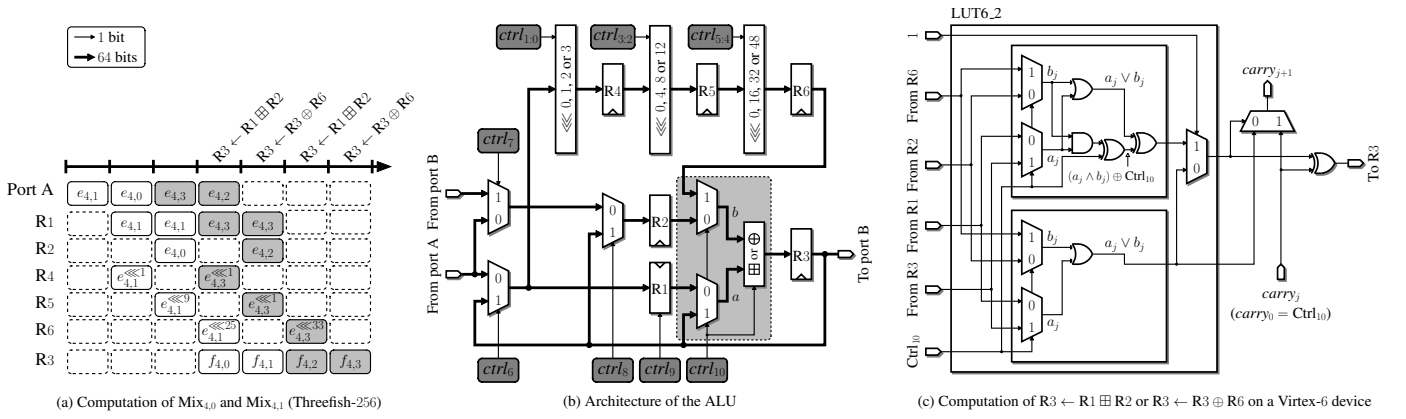 1 bit
64 bits
R3 ← R1 ⊞ R2
R3 ← R3 ⊕ R6
R3 ← R1 ⊞ R2
R3 ← R3 ⊕ R6
Port A e₄,₁ e₄,₀ e₄,₃ e₄,₂
R1 e₄,₁ e₄,₁ e₄,₃ e₄,₃
R2 e₄,₀ e₄,₂
R4 e₄,₁^⋘1 e₄,₃^⋘1
R5 e₄,₁^⋘9 e₄,₃^⋘1
R6 e₄,₁^⋘25 e₄,₃^⋘33
R3 f₄,₀ f₄,₁ f₄,₂ f₄,₃
(a) Computation of Mix₄,₀ and Mix₄,₁ (Threefish-256)
ctrl₁:₀
⋘ 0, 1, 2 or 3
R4
ctrl₃:₂
⋘ 0, 4, 8 or 12
R5
ctrl₅:₄
⋘ 0, 16, 32 or 48
R6
ctrl₇
From port B
From port A
1
0
0
1
0
1
R2
R1
1
0
0
1
b
a
⊞ or ⊕
R3
To port B
ctrl₆
ctrl₈
ctrl₉
ctrl₁₀
(b) Architecture of the ALU
LUT6_2
1
From R6
From R2
From R1
From R3
Ctrl₁₀
1
0
bⱼ
0
1
aⱼ
aⱼ ∨ bⱼ
(aⱼ ∧ bⱼ) ⊕ Ctrl₁₀
1
0
bⱼ
0
1
aⱼ
aⱼ ∨ bⱼ
1
0
carryⱼ₊₁
0 1
To R3
carryⱼ
(carry₀ = Ctrl₁₀)
(c) Computation of R3 ← R1 ⊞ R2 or R3 ← R3 ⊕ R6 on a Virtex-6 device